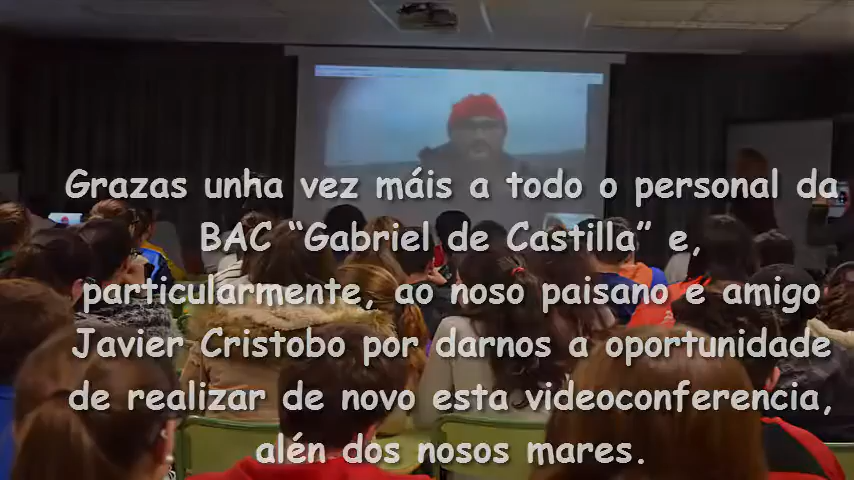 Grazas unha vez máis a todo o personal da
BAC “Gabriel de Castilla” e,
particularmente, ao noso paisano e amigo
Javier Cristobo por darnos a oportunidade
de realizar de novo esta videoconferencia,
alén dos nosos mares.